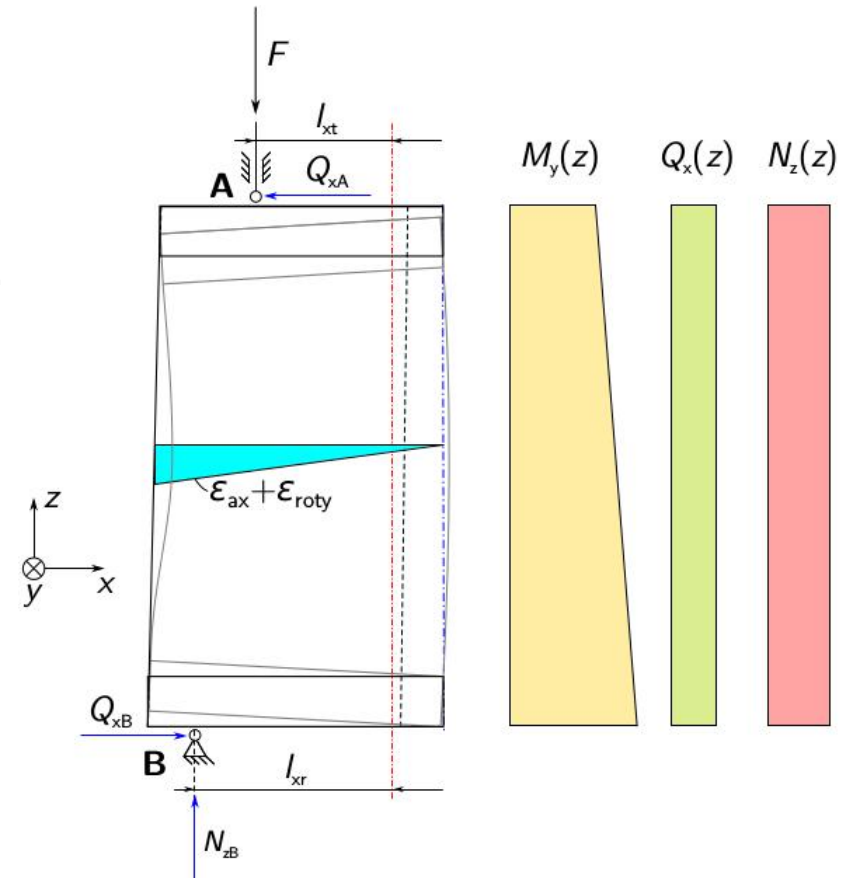 F
l_xt
M_y(z)
Q_x(z)
N_z(z)
A
Q_xA
ε_ax+ε_roty
z
y
x
Q_xB
B
l_xr
N_zB